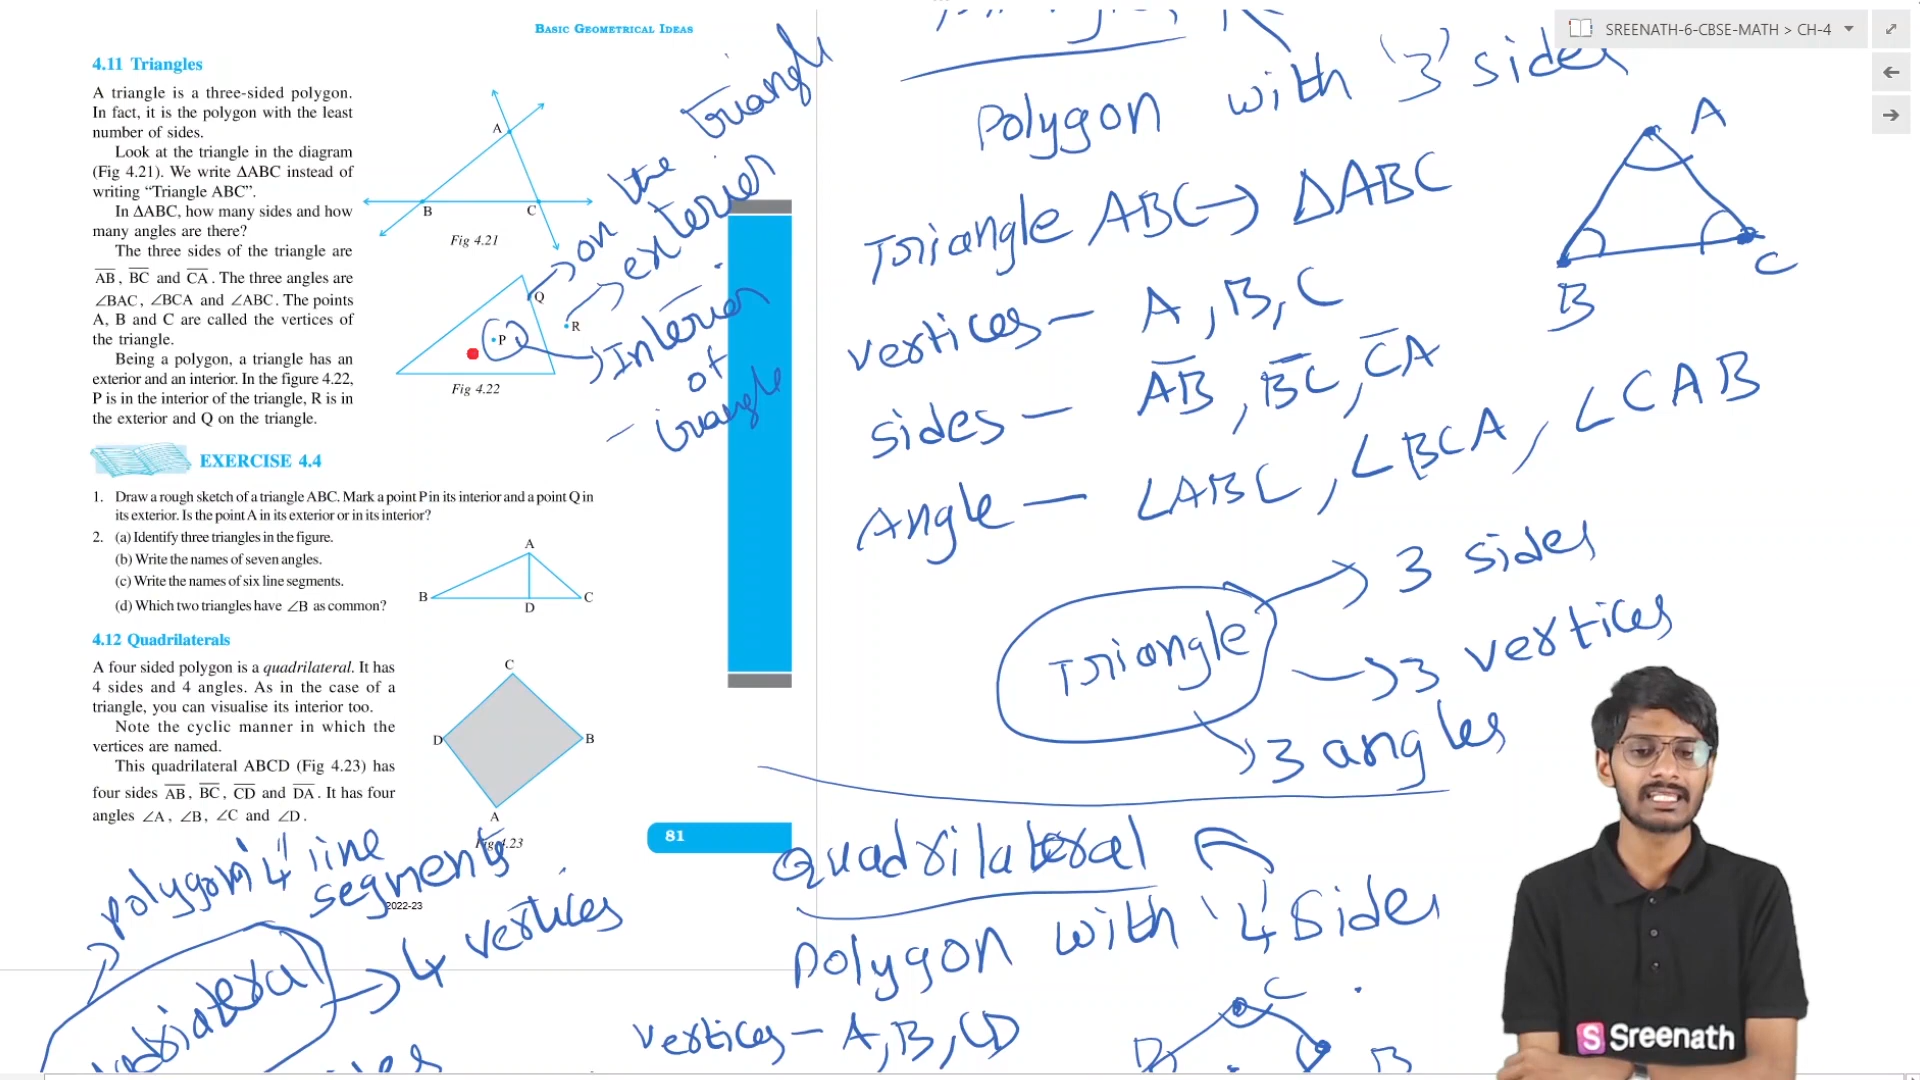 BASIC GEOMETRICAL IDEAS
SREENATH-6-CBSE-MATH > CH-4
4.11 Triangles
A triangle is a three-sided polygon.
In fact, it is the polygon with the least
number of sides.
Look at the triangle in the diagram
(Fig 4.21). We write ΔABC instead of
writing “Triangle ABC”.
In ΔABC, how many sides and how
many angles are there?
The three sides of the triangle are
A͞B͞, B͞C͞ and C͞A͞. The three angles are
∠BAC, ∠BCA and ∠ABC. The points
A, B and C are called the vertices of
the triangle.
Being a polygon, a triangle has an
exterior and an interior. In the figure 4.22,
P is in the interior of the triangle, R is in
the exterior and Q on the triangle.
A
B
C
Fig 4.21
Q
R
P
Fig 4.22
on the triangle
exterior
Interior
of
triangle
EXERCISE 4.4
1. Draw a rough sketch of a triangle ABC. Mark a point P in its interior and a point Q in
its exterior. Is the point A in its exterior or in its interior?
2. (a) Identify three triangles in the figure.
(b) Write the names of seven angles.
(c) Write the names of six line segments.
(d) Which two triangles have ∠B as common?
A
B
D
C
4.12 Quadrilaterals
A four sided polygon is a quadrilateral. It has
4 sides and 4 angles. As in the case of a
triangle, you can visualise its interior too.
Note the cyclic manner in which the
vertices are named.
This quadrilateral ABCD (Fig 4.23) has
four sides A͞B͞, B͞C͞, C͞D͞ and D͞A͞. It has four
angles ∠A, ∠B, ∠C and ∠D.
C
D
B
A
81
2022-23
line
segments
4 vertices
Polygon with '3' sides
Triangle ABC → ΔABC
vertices – A, B, C
sides – A͞B͞, B͞C͞, C͞A͞
Angle – ∠ABC, ∠BCA, ∠CAB
A
B
C
Triangle
3 sides
3 vertices
3 angles
Quadrilateral
Polygon with '4' sides
vertices – A, B, CD
C
D
B
S Sreenath